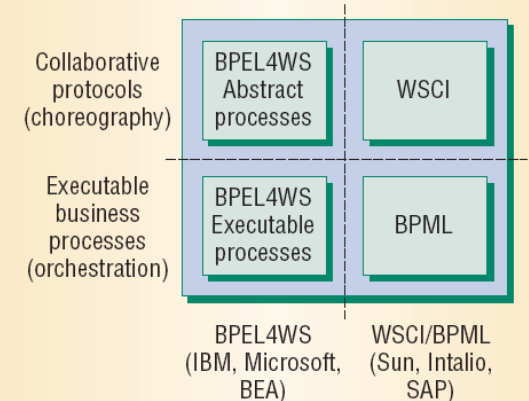 Collaborative
protocols
(choreography)
BPEL4WS
Abstract
processes
WSCI
Executable
business
processes
(orchestration)
BPEL4WS
Executable
processes
BPML
BPEL4WS
(IBM, Microsoft,
BEA)
WSCI/BPML
(Sun, Intalio,
SAP)